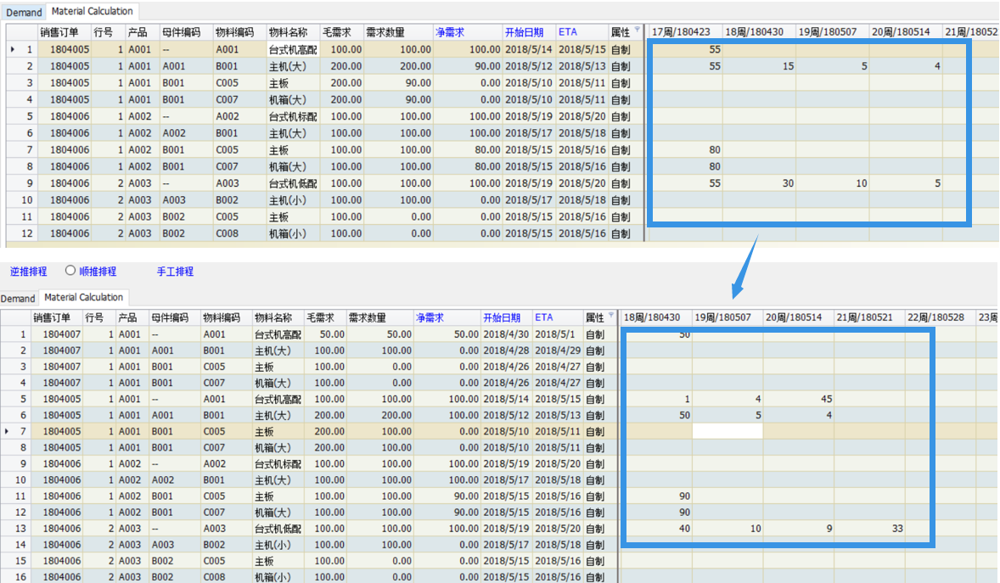 Demand Material Calculation
销售订单 行号 产品 母件编码 物料编码 物料名称 毛需求 需求数量 净需求 开始日期 ETA 属性 17周/180423 18周/180430 19周/180507 20周/180514 21周/18052
1 1804005 1 A001 -- A001 台式机高配 100.00 100.00 100.00 2018/5/14 2018/5/15 自制 55
2 1804005 1 A001 A001 B001 主机(大) 200.00 200.00 90.00 2018/5/12 2018/5/13 自制 55 15 5 4
3 1804005 1 A001 B001 C005 主板 200.00 90.00 0.00 2018/5/10 2018/5/11 自制
4 1804005 1 A001 B001 C007 机箱(大) 200.00 90.00 0.00 2018/5/10 2018/5/11 自制
5 1804006 1 A002 -- A002 台式机标配 100.00 100.00 100.00 2018/5/19 2018/5/20 自制
6 1804006 1 A002 A002 B001 主机(大) 100.00 100.00 100.00 2018/5/17 2018/5/18 自制
7 1804006 1 A002 B001 C005 主板 100.00 100.00 80.00 2018/5/15 2018/5/16 自制 80
8 1804006 1 A002 B001 C007 机箱(大) 100.00 100.00 80.00 2018/5/15 2018/5/16 自制 80
9 1804006 2 A003 -- A003 台式机低配 100.00 100.00 100.00 2018/5/19 2018/5/20 自制 55 30 10 5
10 1804006 2 A003 A003 B002 主机(小) 100.00 100.00 0.00 2018/5/17 2018/5/18 自制
11 1804006 2 A003 B002 C005 主板 100.00 0.00 0.00 2018/5/15 2018/5/16 自制
12 1804006 2 A003 B002 C008 机箱(小) 100.00 0.00 0.00 2018/5/15 2018/5/16 自制
逆推排程 顺推排程 手工排程
Demand Material Calculation
销售订单 行号 产品 母件编码 物料编码 物料名称 毛需求 需求数量 净需求 开始日期 ETA 属性 18周/180430 19周/180507 20周/180514 21周/180521 22周/180528 23周
1 1804007 1 A001 -- A001 台式机高配 50.00 50.00 50.00 2018/4/30 2018/5/1 自制 50
2 1804007 1 A001 A001 B001 主机(大) 100.00 100.00 0.00 2018/4/28 2018/4/29 自制
3 1804007 1 A001 B001 C005 主板 100.00 0.00 0.00 2018/4/26 2018/4/27 自制
4 1804007 1 A001 B001 C007 机箱(大) 100.00 0.00 0.00 2018/4/26 2018/4/27 自制
5 1804005 1 A001 -- A001 台式机高配 100.00 100.00 100.00 2018/5/14 2018/5/15 自制 1 4 45
6 1804005 1 A001 A001 B001 主机(大) 200.00 200.00 100.00 2018/5/12 2018/5/13 自制 50 5 4
7 1804005 1 A001 B001 C005 主板 200.00 100.00 0.00 2018/5/10 2018/5/11 自制
8 1804005 1 A001 B001 C007 机箱(大) 200.00 100.00 0.00 2018/5/10 2018/5/11 自制
9 1804006 1 A002 -- A002 台式机标配 100.00 100.00 100.00 2018/5/19 2018/5/20 自制
10 1804006 1 A002 A002 B001 主机(大) 100.00 100.00 100.00 2018/5/17 2018/5/18 自制
11 1804006 1 A002 B001 C005 主板 100.00 100.00 90.00 2018/5/15 2018/5/16 自制 90
12 1804006 1 A002 B001 C007 机箱(大) 100.00 100.00 90.00 2018/5/15 2018/5/16 自制 90
13 1804006 2 A003 -- A003 台式机低配 100.00 100.00 100.00 2018/5/19 2018/5/20 自制 40 10 9 33
14 1804006 2 A003 A003 B002 主机(小) 100.00 100.00 0.00 2018/5/17 2018/5/18 自制
15 1804006 2 A003 B002 C005 主板 100.00 0.00 0.00 2018/5/15 2018/5/16 自制
16 1804006 2 A003 B002 C008 机箱(小) 100.00 0.00 0.00 2018/5/15 2018/5/16 自制